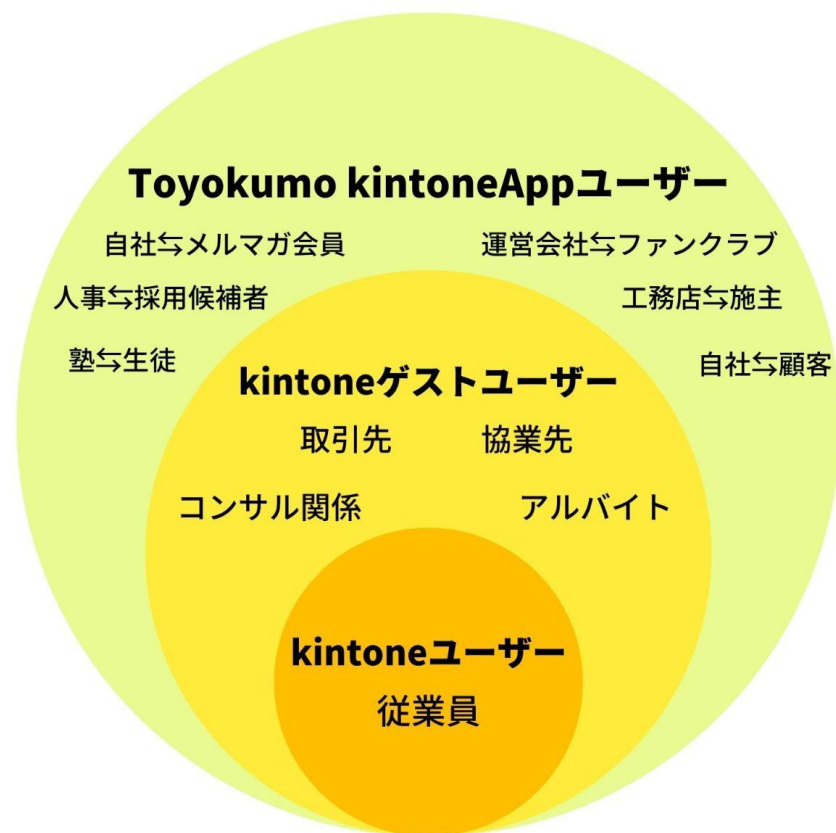 Toyokumo kintoneAppユーザー
自社⇆メルマガ会員 運営会社⇆ファンクラブ
人事⇆採用候補者 工務店⇆施主
塾⇆生徒 自社⇆顧客
kintoneゲストユーザー
取引先 協業先
コンサル関係 アルバイト
kintoneユーザー
従業員